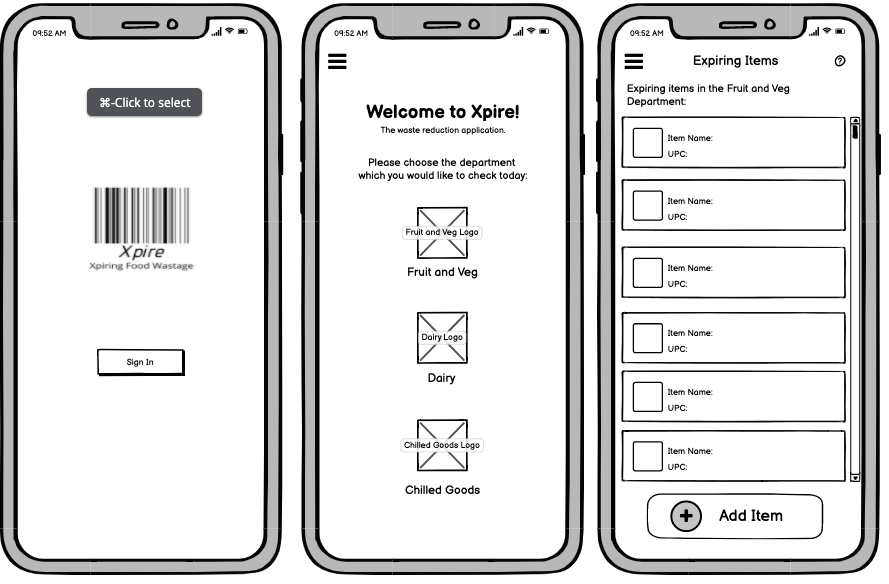 09:52 AM
⌘-Click to select
Xpire
Xpiring Food Wastage
Sign In
09:52 AM
Welcome to Xpire!
The waste reduction application.
Please choose the department
which you would like to check today:
Fruit and Veg Logo
Fruit and Veg
Dairy Logo
Dairy
Chilled Goods Logo
Chilled Goods
09:52 AM
Expiring Items
?
Expiring items in the Fruit and Veg
Department:
Item Name:
UPC:
Item Name:
UPC:
Item Name:
UPC:
Item Name:
UPC:
Item Name:
UPC:
Item Name:
UPC:
+ Add Item